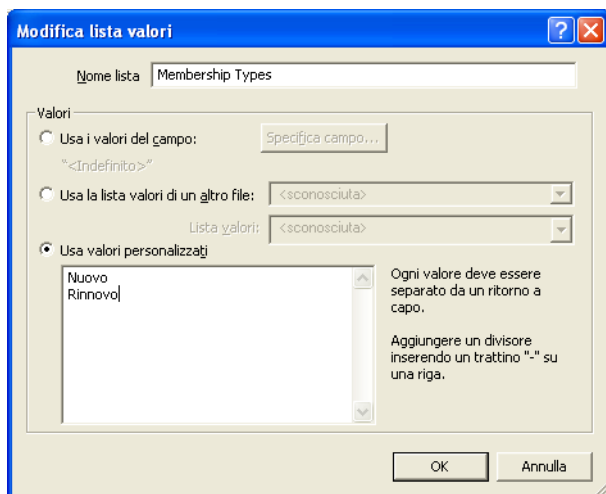 Modifica lista valori
Nome lista Membership Types
Valori
Usa i valori del campo: Specifica campo...
"<Indefinito>"
Usa la lista valori di un altro file: <sconosciuta>
Lista valori: <sconosciuta>
Usa valori personalizzati
Nuovo
Rinnovo
Ogni valore deve essere
separato da un ritorno a
capo.
Aggiungere un divisore
inserendo un trattino "-" su
una riga.
OK Annulla